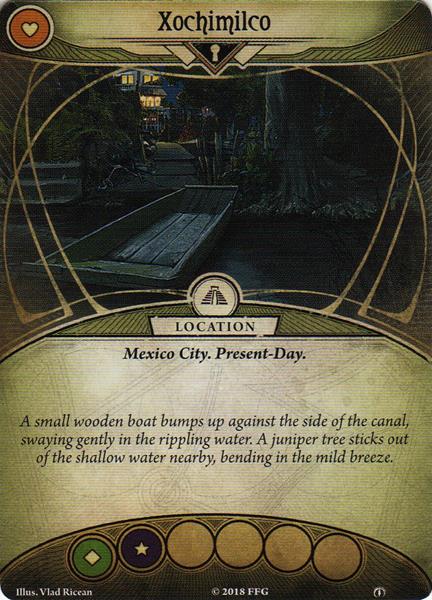 Xochimilco
LOCATION
Mexico City. Present-Day.
A small wooden boat bumps up against the side of the canal,
swaying gently in the rippling water. A juniper tree sticks out
of the shallow water nearby, bending in the mild breeze.
Illus. Vlad Ricean
© 2018 FFG